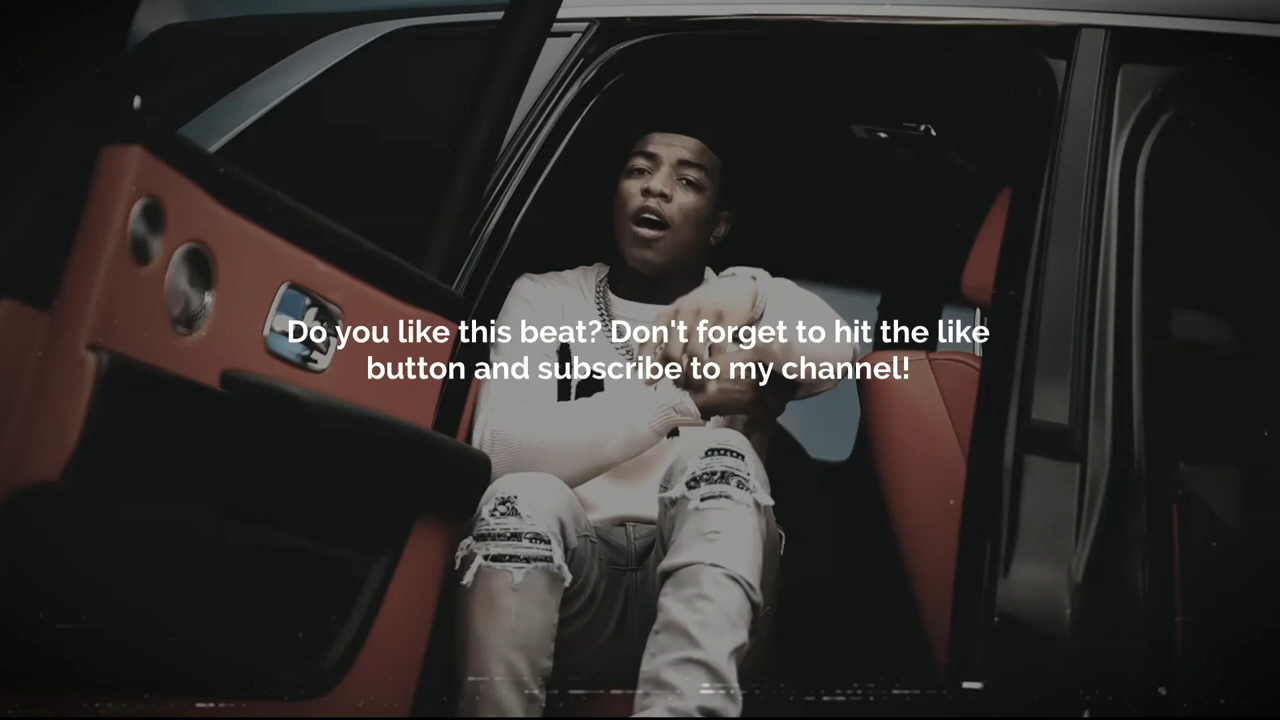 Do you like this beat? Don't forget to hit the like
button and subscribe to my channel!